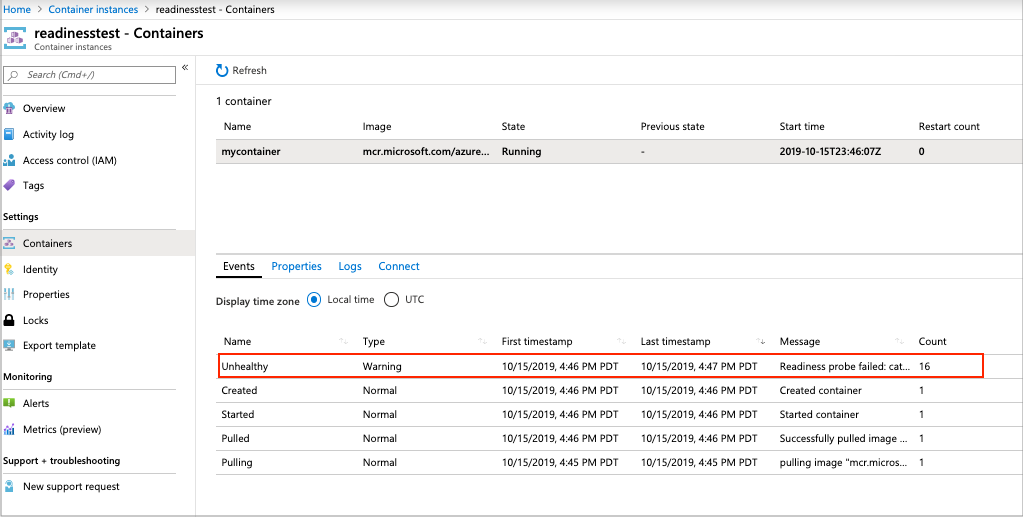 Home > Container instances > readinesstest - Containers
readinesstest - Containers
Container instances
Search (Cmd+/)
«
Overview
Activity log
Access control (IAM)
Tags
Settings
Containers
Identity
Properties
Locks
Export template
Monitoring
Alerts
Metrics (preview)
Support + troubleshooting
New support request
Refresh
1 container
Name Image State Previous state Start time Restart count
mycontainer mcr.microsoft.com/azure... Running - 2019-10-15T23:46:07Z 0
Events Properties Logs Connect
Display time zone Local time UTC
Name Type First timestamp Last timestamp Message Count
Unhealthy Warning 10/15/2019, 4:46 PM PDT 10/15/2019, 4:47 PM PDT Readiness probe failed: cat... 16
Created Normal 10/15/2019, 4:46 PM PDT 10/15/2019, 4:46 PM PDT Created container 1
Started Normal 10/15/2019, 4:46 PM PDT 10/15/2019, 4:46 PM PDT Started container 1
Pulled Normal 10/15/2019, 4:46 PM PDT 10/15/2019, 4:46 PM PDT Successfully pulled image ... 1
Pulling Normal 10/15/2019, 4:45 PM PDT 10/15/2019, 4:45 PM PDT pulling image "mcr.micros... 1